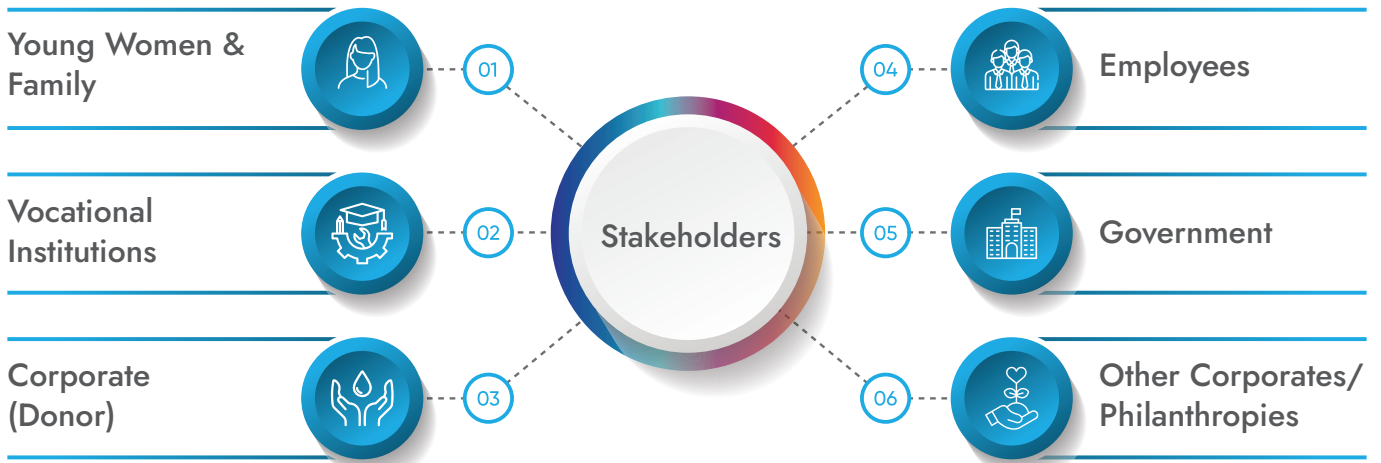 Young Women &
Family
01
Vocational
Institutions
02
Corporate
(Donor)
03
Stakeholders
04
Employees
05
Government
06
Other Corporates/
Philanthropies